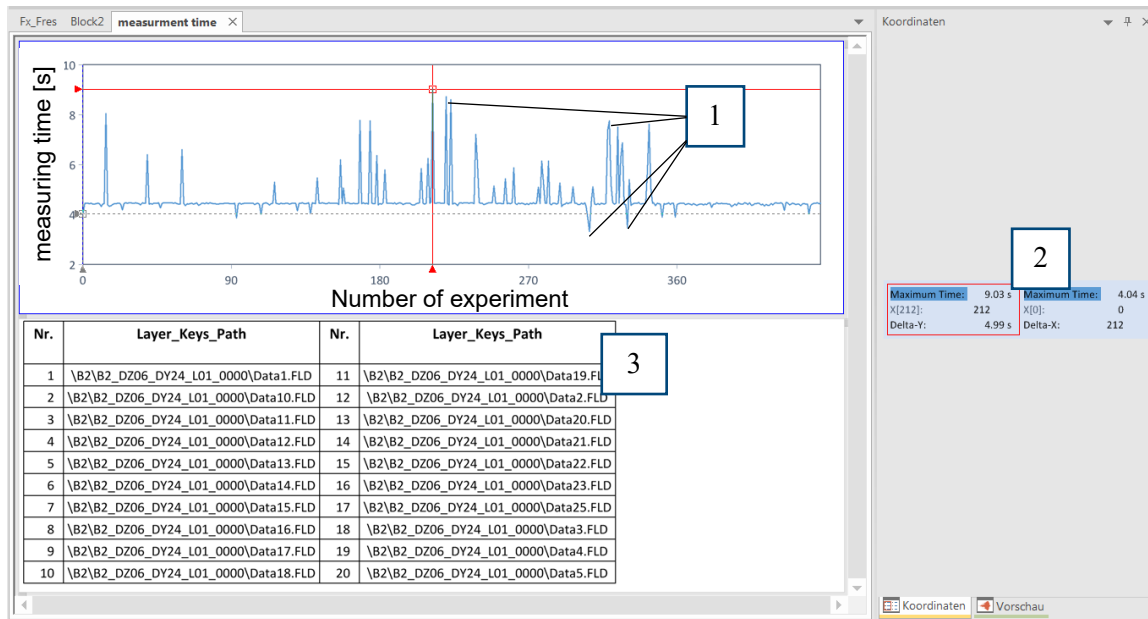 Fx_Fres Block2 measurment time
Koordinaten
measuring time [s]
10
8
6
4
2
0 90 180 270 360
Number of experiment
1
2
Maximum Time: 9.03 s Maximum Time: 4.04 s
X[212]: 212 X[0]: 0
Delta-Y: 4.99 s Delta-X: 212
3
Nr. Layer_Keys_Path Nr. Layer_Keys_Path
1 \B2\B2_DZ06_DY24_L01_0000\Data1.FLD 11 \B2\B2_DZ06_DY24_L01_0000\Data19.FL
2 \B2\B2_DZ06_DY24_L01_0000\Data10.FLD 12 \B2\B2_DZ06_DY24_L01_0000\Data2.FLD
3 \B2\B2_DZ06_DY24_L01_0000\Data11.FLD 13 \B2\B2_DZ06_DY24_L01_0000\Data20.FLD
4 \B2\B2_DZ06_DY24_L01_0000\Data12.FLD 14 \B2\B2_DZ06_DY24_L01_0000\Data21.FLD
5 \B2\B2_DZ06_DY24_L01_0000\Data13.FLD 15 \B2\B2_DZ06_DY24_L01_0000\Data22.FLD
6 \B2\B2_DZ06_DY24_L01_0000\Data14.FLD 16 \B2\B2_DZ06_DY24_L01_0000\Data23.FLD
7 \B2\B2_DZ06_DY24_L01_0000\Data15.FLD 17 \B2\B2_DZ06_DY24_L01_0000\Data25.FLD
8 \B2\B2_DZ06_DY24_L01_0000\Data16.FLD 18 \B2\B2_DZ06_DY24_L01_0000\Data3.FLD
9 \B2\B2_DZ06_DY24_L01_0000\Data17.FLD 19 \B2\B2_DZ06_DY24_L01_0000\Data4.FLD
10 \B2\B2_DZ06_DY24_L01_0000\Data18.FLD 20 \B2\B2_DZ06_DY24_L01_0000\Data5.FLD
Koordinaten Vorschau